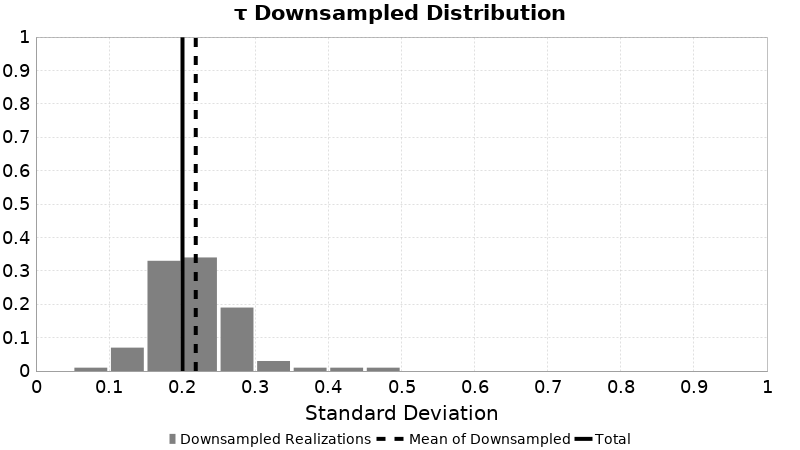 τ Downsampled Distribution
1
0.9
0.8
0.7
0.6
0.5
0.4
0.3
0.2
0.1
0
0 0.1 0.2 0.3 0.4 0.5 0.6 0.7 0.8 0.9 1
Standard Deviation
Downsampled Realizations Mean of Downsampled Total